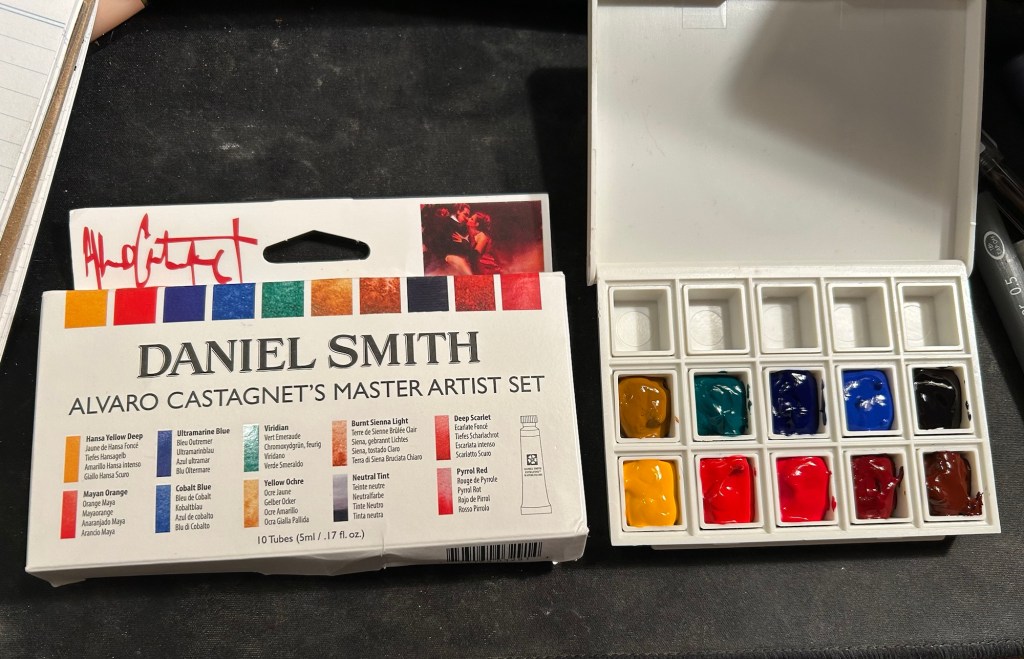 Alvaro Castagnet
DANIEL SMITH
ALVARO CASTAGNET'S MASTER ARTIST SET
Hansa Yellow Deep
Jaune de Hansa Foncé
Tiefes Hansagelb
Amarillo Hansa intenso
Giallo Hansa Scuro
Mayan Orange
Orange Maya
Mayaorange
Anaranjado Maya
Arancio Maya
Ultramarine Blue
Bleu Outremer
Ultramarinblau
Azul ultramar
Blu Oltermare
Cobalt Blue
Bleu de Cobalt
Kobaltblau
Azul de cobalto
Blu di Cobalto
Viridian
Vert Emeraude
Chromoxydgrün, feurig
Viridano
Verde Smeraldo
Yellow Ochre
Ocre Jaune
Gelber Ocker
Ocre Amarillo
Ocra Gialla Pallida
Burnt Sienna Light
Terre de Sienne Brûlée Clair
Siena, gebrannt Lichtes
Siena, tostado Claro
Terra di Siena Bruciata Chiaro
Neutral Tint
Teinte neutre
Neutralfarbe
Tinte Neutro
Tinta neutra
Deep Scarlet
Ecarlate Foncé
Tiefes Scharlachrot
Escarlata intenso
Scarlatto Scuro
Pyrrol Red
Rouge de Pyrrole
Pyrrol Rot
Rojo de Pirrol
Rosso Pirrolo
10 Tubes (5ml / .17 fl. oz.)
0.5